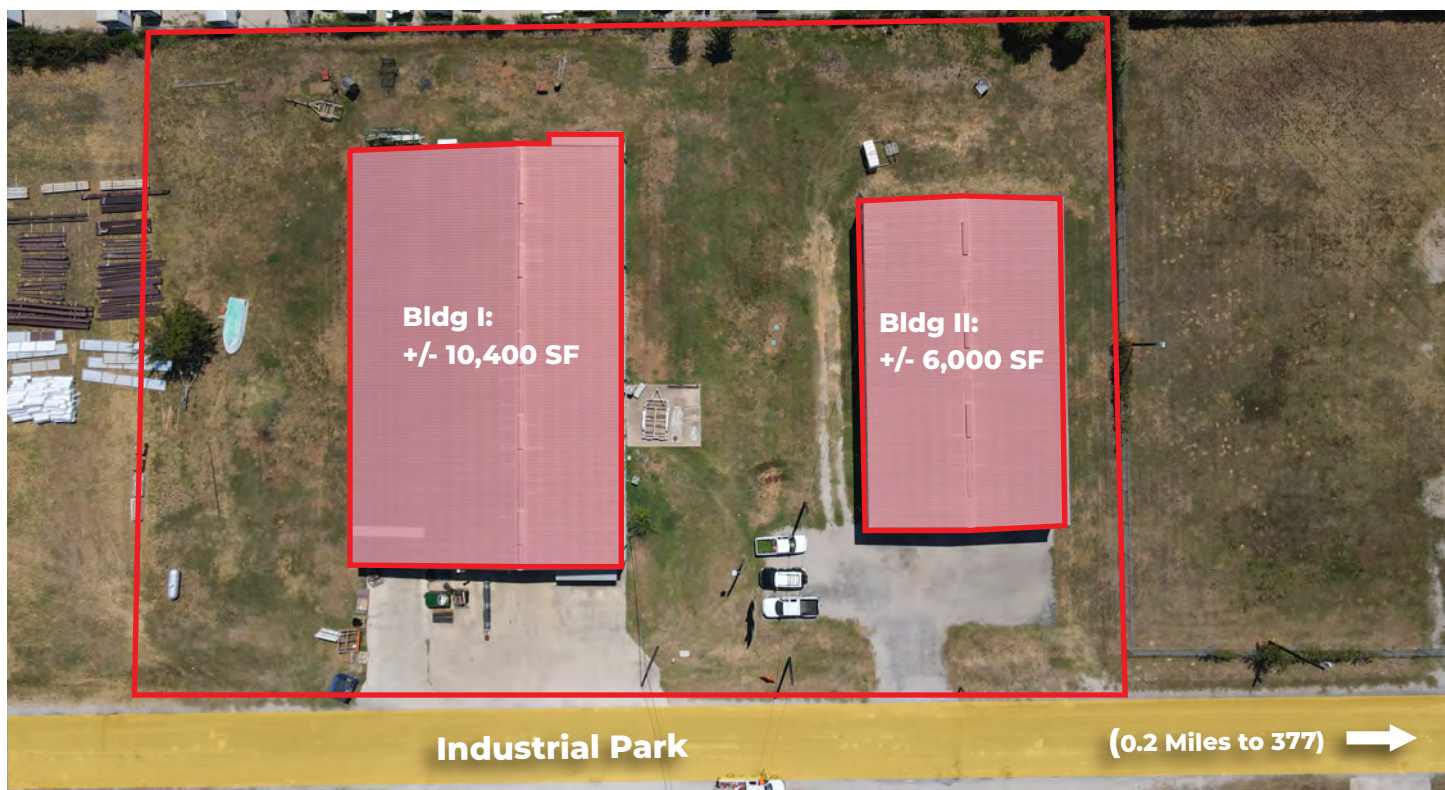 Bldg I:
+/- 10,400 SF
Bldg II:
+/- 6,000 SF
Industrial Park
(0.2 Miles to 377)